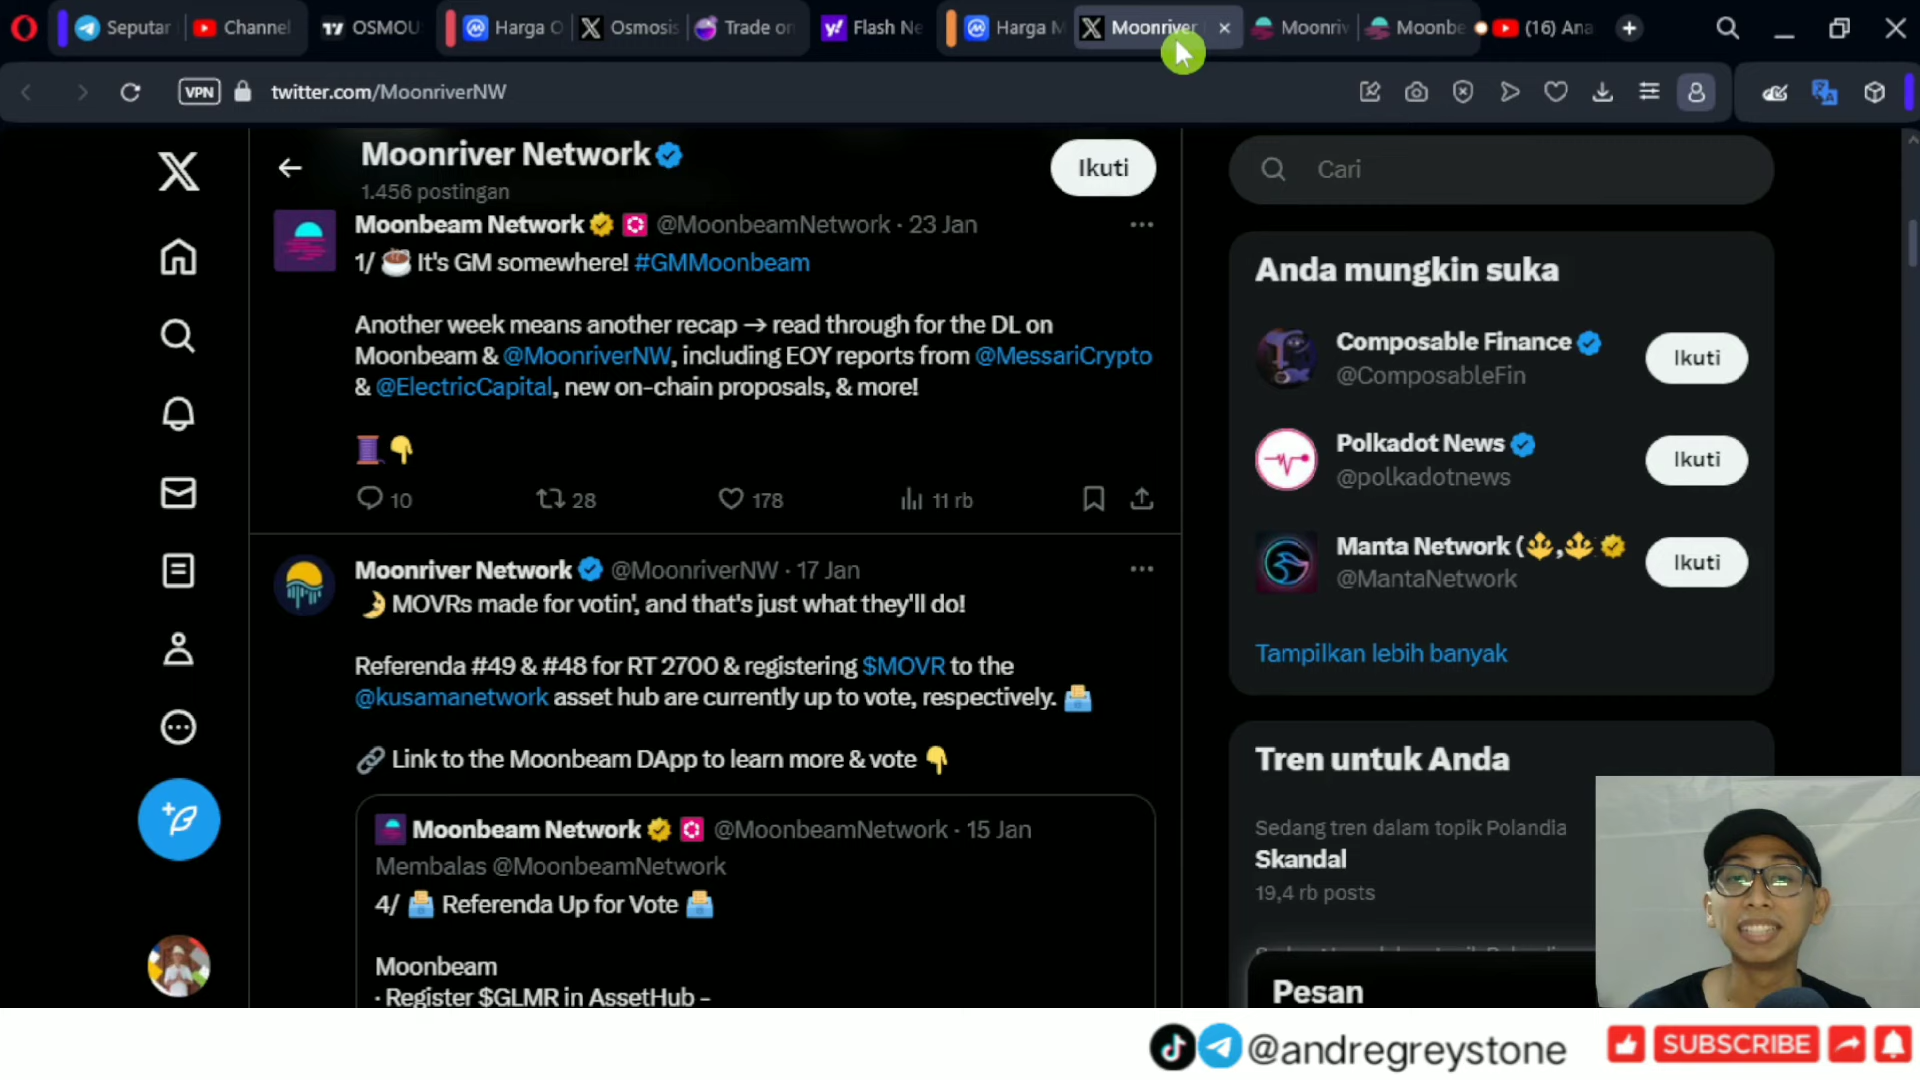 Seputar
Channel
OSMOU
Harga O
Osmosis
Trade on
Flash Ne
Harga M
Moonriver
Moonriv
Moonbe
(16) Ana
VPN
twitter.com/MoonriverNW
Moonriver Network
1.456 postingan
Ikuti
Moonbeam Network @MoonbeamNetwork · 23 Jan
1/ ☕ It's GM somewhere! #GMMoonbeam
Another week means another recap → read through for the DL on
Moonbeam & @MoonriverNW, including EOY reports from @MessariCrypto
& @ElectricCapital, new on-chain proposals, & more!
🧵👇
10 28 178 11 rb
Moonriver Network @MoonriverNW · 17 Jan
🌛 MOVRs made for votin', and that's just what they'll do!
Referenda #49 & #48 for RT 2700 & registering $MOVR to the
@kusamanetwork asset hub are currently up to vote, respectively. 🗳️
🔗 Link to the Moonbeam DApp to learn more & vote 👇
Moonbeam Network @MoonbeamNetwork · 15 Jan
Membalas @MoonbeamNetwork
4/ 🗳️ Referenda Up for Vote 🗳️
Moonbeam
· Register $GLMR in AssetHub –
Cari
Anda mungkin suka
Composable Finance
@ComposableFin
Ikuti
Polkadot News
@polkadotnews
Ikuti
Manta Network (🔱,🔱
@MantaNetwork
Ikuti
Tampilkan lebih banyak
Tren untuk Anda
Sedang tren dalam topik Polandia
Skandal
19,4 rb posts
Pesan
@andregreystone
SUBSCRIBE